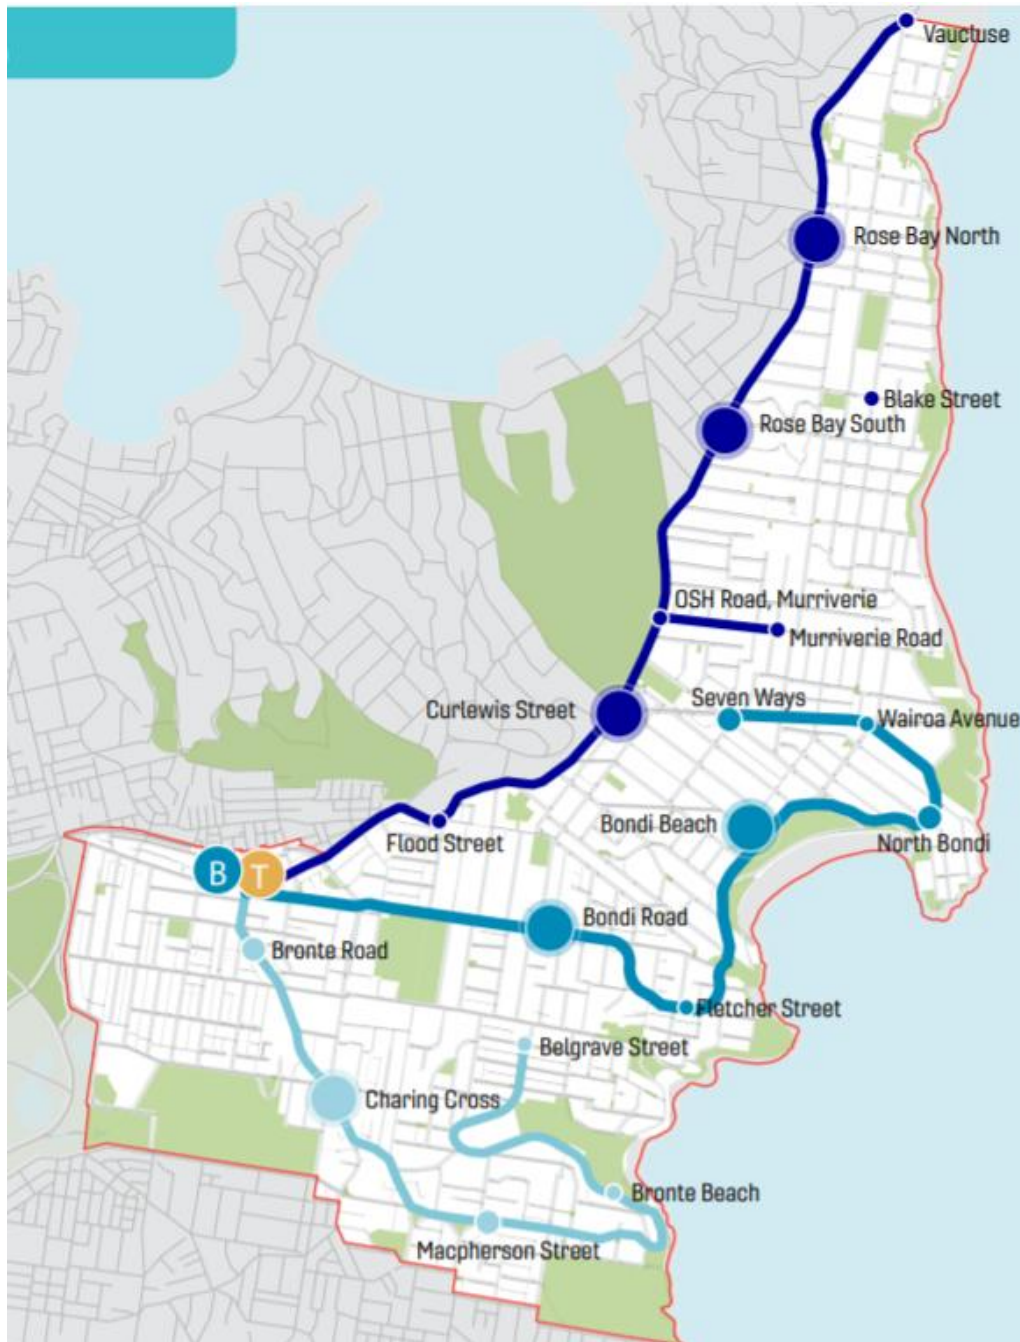 Vaucluse
Rose Bay North
Blake Street
Rose Bay South
OSH Road, Murriverie
Murriverie Road
Seven Ways
Curlewis Street
Wairoa Avenue
Bondi Beach
Flood Street
North Bondi
B
T
Bondi Road
Bronte Road
Fletcher Street
Belgrave Street
Charing Cross
Bronte Beach
Macpherson Street